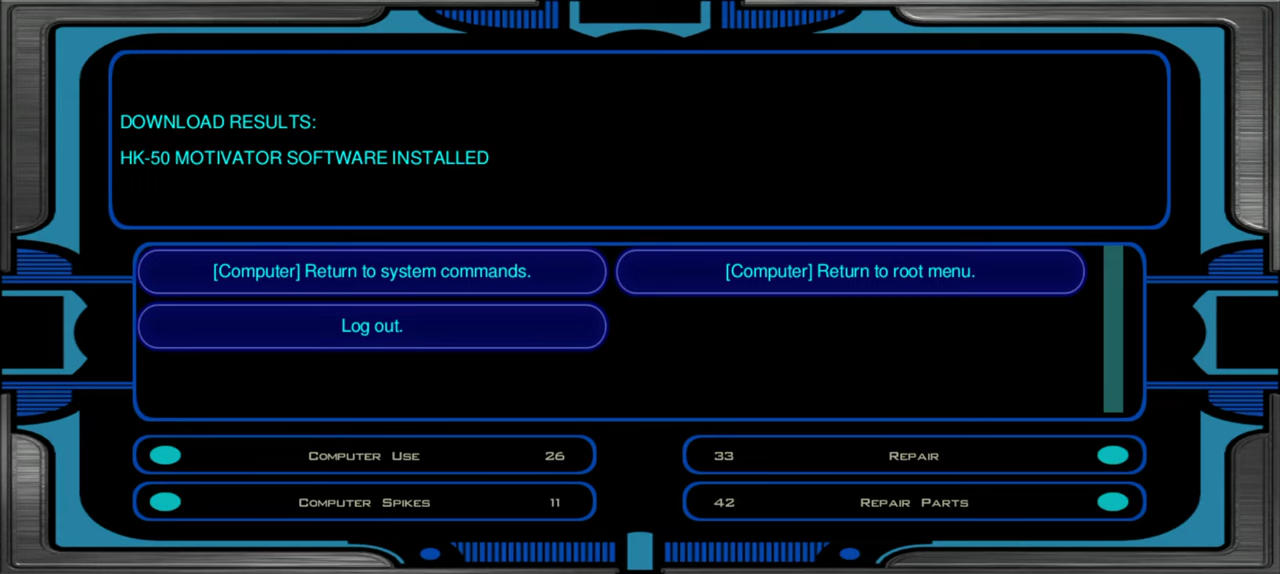 DOWNLOAD RESULTS:
HK-50 MOTIVATOR SOFTWARE INSTALLED
[Computer] Return to system commands.
[Computer] Return to root menu.
Log out.
Computer Use 26
33 Repair
Computer Spikes 11
42 Repair Parts